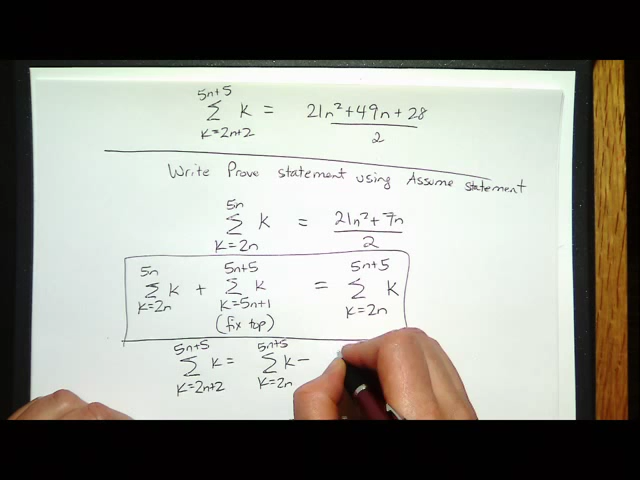 5n+5
∑ k = 21n² + 49n + 28
k=2n+2 2
Write Prove statement using Assume statement
5n
∑ k = 21n² + 7n
k=2n 2
5n 5n+5 5n+5
∑ k + ∑ k = ∑ k
k=2n k=5n+1 k=2n
(fix top)
5n+5 5n+5
∑ k = ∑ k −
k=2n+2 k=2n